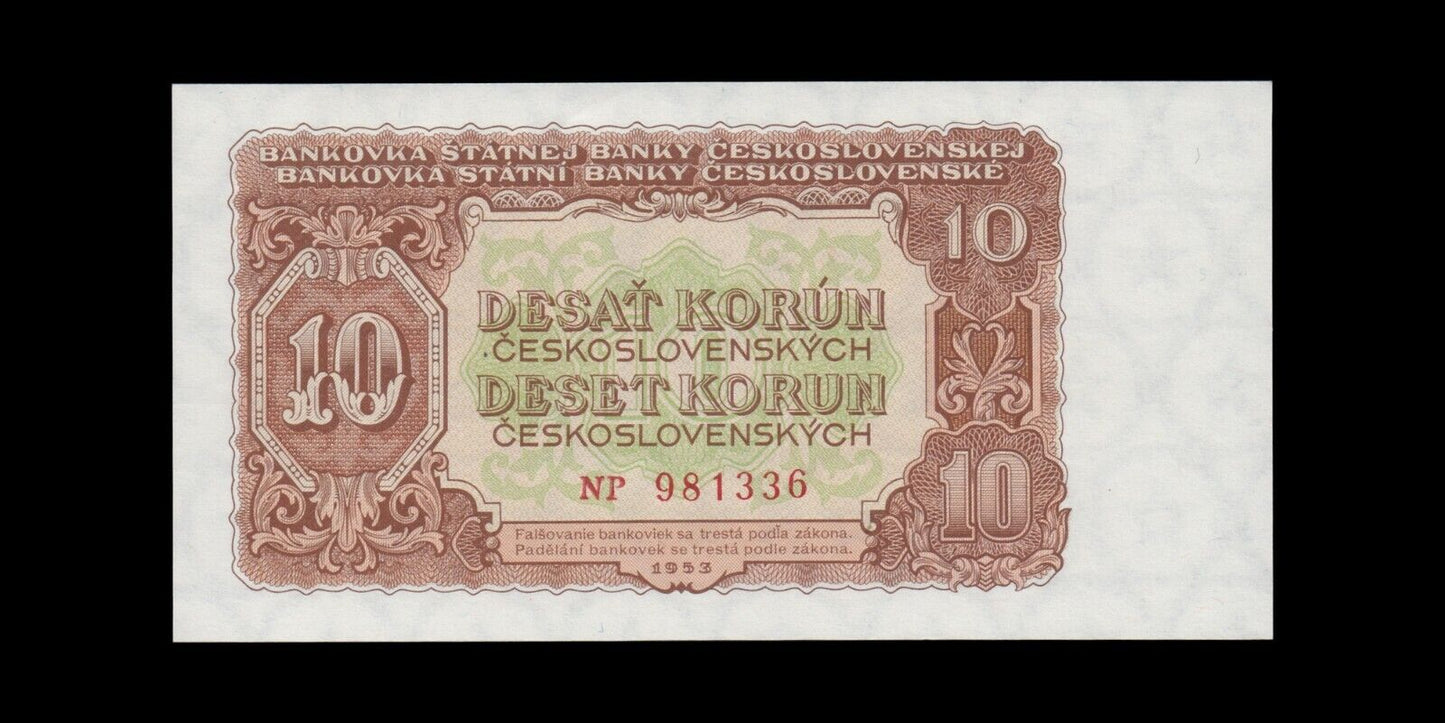 BANKOVKA ŠTÁTNEJ BANKY ČESKOSLOVENSKEJ
BANKOVKA STÁTNÍ BANKY ČESKOSLOVENSKÉ
10
10
DESAŤ KORÚN
ČESKOSLOVENSKÝCH
DESET KORUN
ČESKOSLOVENSKÝCH
10
10
NP 981336
Falšovanie bankoviek sa trestá podľa zákona.
Padělání bankovek se trestá podle zákona.
1953